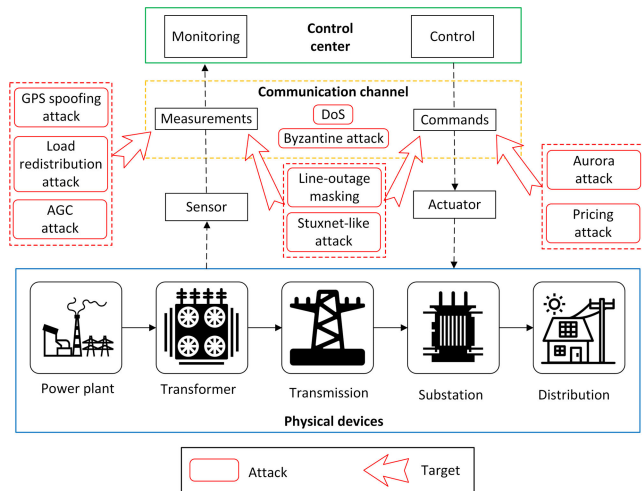 Monitoring
Control
center
Control
Communication channel
GPS spoofing
attack
Load
redistribution
attack
AGC
attack
Measurements
DoS
Byzantine attack
Commands
Line-outage
masking
Stuxnet-like
attack
Aurora
attack
Pricing
attack
Sensor
Actuator
Power plant
Transformer
Transmission
Substation
Distribution
Physical devices
Attack
Target